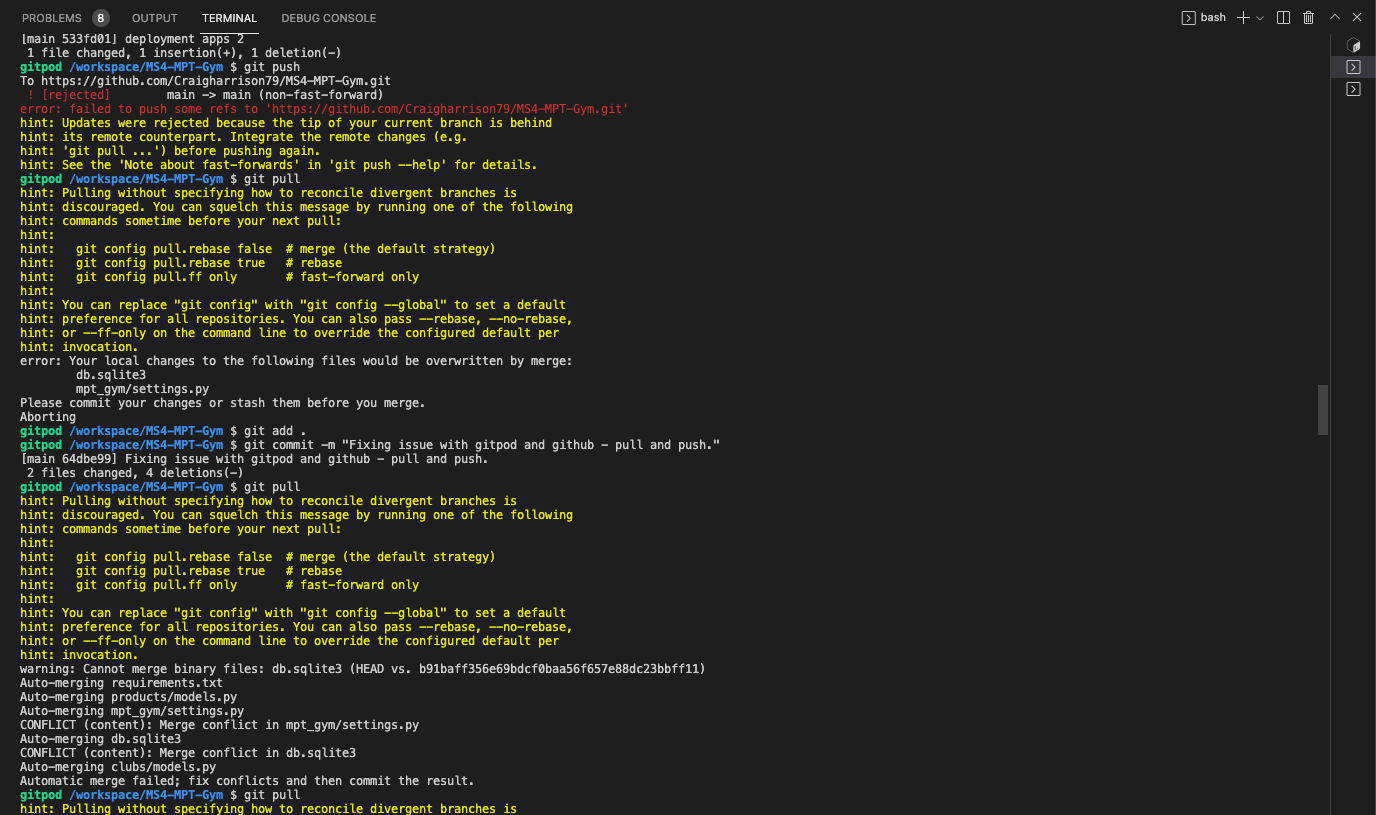 PROBLEMS 8 OUTPUT TERMINAL DEBUG CONSOLE bash
[main 533fd01] deployment apps 2
 1 file changed, 1 insertion(+), 1 deletion(-)
gitpod /workspace/MS4-MPT-Gym $ git push
To https://github.com/Craigharrison79/MS4-MPT-Gym.git
 ! [rejected]        main -> main (non-fast-forward)
error: failed to push some refs to 'https://github.com/Craigharrison79/MS4-MPT-Gym.git'
hint: Updates were rejected because the tip of your current branch is behind
hint: its remote counterpart. Integrate the remote changes (e.g.
hint: 'git pull ...') before pushing again.
hint: See the 'Note about fast-forwards' in 'git push --help' for details.
gitpod /workspace/MS4-MPT-Gym $ git pull
hint: Pulling without specifying how to reconcile divergent branches is
hint: discouraged. You can squelch this message by running one of the following
hint: commands sometime before your next pull:
hint:
hint:   git config pull.rebase false  # merge (the default strategy)
hint:   git config pull.rebase true   # rebase
hint:   git config pull.ff only       # fast-forward only
hint:
hint: You can replace "git config" with "git config --global" to set a default
hint: preference for all repositories. You can also pass --rebase, --no-rebase,
hint: or --ff-only on the command line to override the configured default per
hint: invocation.
error: Your local changes to the following files would be overwritten by merge:
        db.sqlite3
        mpt_gym/settings.py
Please commit your changes or stash them before you merge.
Aborting
gitpod /workspace/MS4-MPT-Gym $ git add .
gitpod /workspace/MS4-MPT-Gym $ git commit -m "Fixing issue with gitpod and github - pull and push."
[main 64dbe99] Fixing issue with gitpod and github - pull and push.
 2 files changed, 4 deletions(-)
gitpod /workspace/MS4-MPT-Gym $ git pull
hint: Pulling without specifying how to reconcile divergent branches is
hint: discouraged. You can squelch this message by running one of the following
hint: commands sometime before your next pull:
hint:
hint:   git config pull.rebase false  # merge (the default strategy)
hint:   git config pull.rebase true   # rebase
hint:   git config pull.ff only       # fast-forward only
hint:
hint: You can replace "git config" with "git config --global" to set a default
hint: preference for all repositories. You can also pass --rebase, --no-rebase,
hint: or --ff-only on the command line to override the configured default per
hint: invocation.
warning: Cannot merge binary files: db.sqlite3 (HEAD vs. b91baff356e69bdcf0baa56f657e88dc23bbff11)
Auto-merging requirements.txt
Auto-merging products/models.py
Auto-merging mpt_gym/settings.py
CONFLICT (content): Merge conflict in mpt_gym/settings.py
Auto-merging db.sqlite3
CONFLICT (content): Merge conflict in db.sqlite3
Auto-merging clubs/models.py
Automatic merge failed; fix conflicts and then commit the result.
gitpod /workspace/MS4-MPT-Gym $ git pull
hint: Pulling without specifying how to reconcile divergent branches is